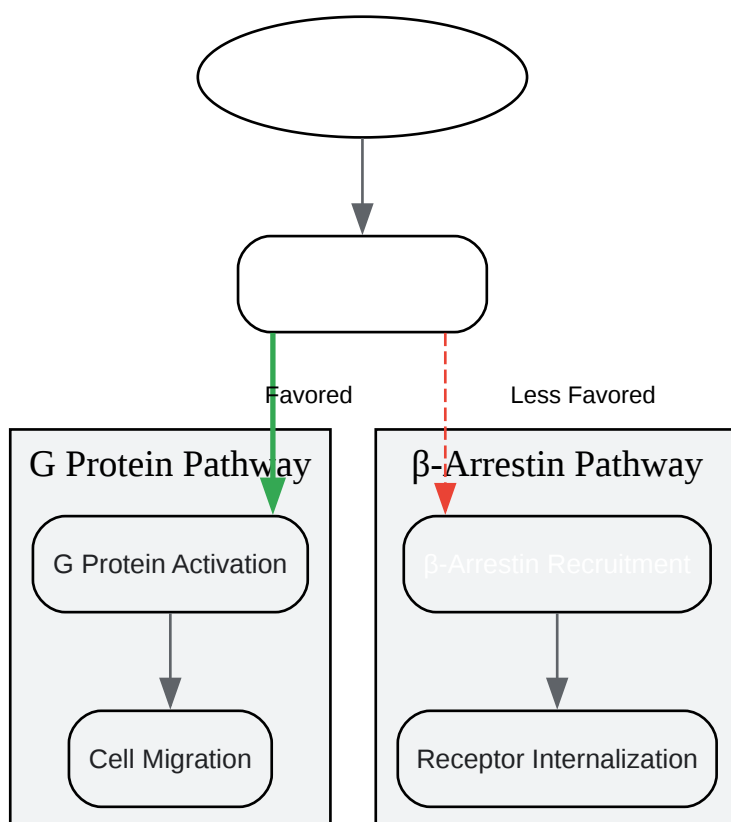 Favored
Less Favored
G Protein Pathway
β-Arrestin Pathway
G Protein Activation
β-Arrestin Recruitment
Cell Migration
Receptor Internalization